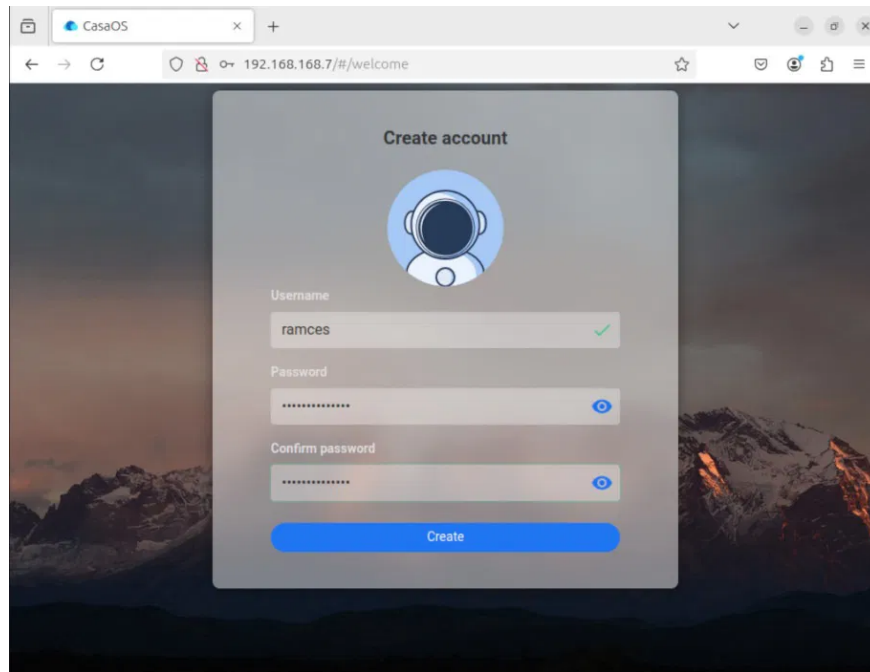 CasaOS
192.168.168.7/#/welcome
Create account
Username
ramces
Password
••••••••••••••
Confirm password
••••••••••••••
Create